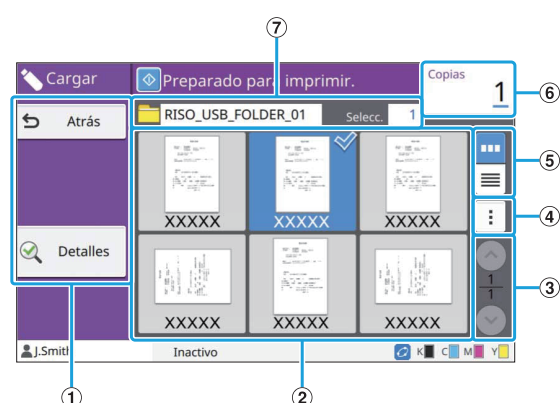 ⑦
Cargar
Preparado para imprimir.
Copias
1
⑥
Atrás
RISO_USB_FOLDER_01
Selecc.
1
⑤
XXXXX
XXXXX
XXXXX
④
Detalles
③
1
1
XXXXX
XXXXX
XXXXX
J.Smith
Inactivo
K
C
M
Y
①
②